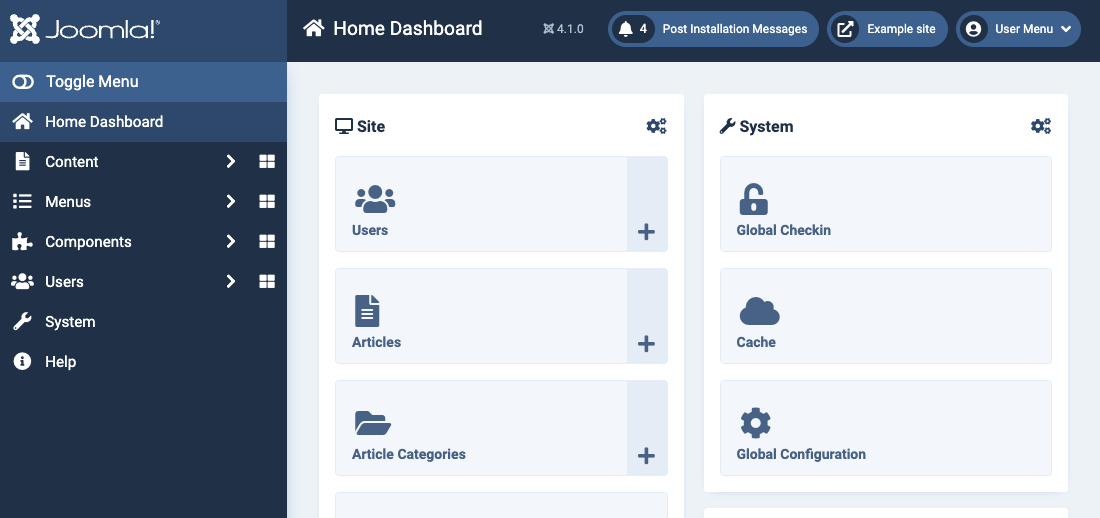 Joomla!®
Home Dashboard
4.1.0
4 Post Installation Messages
Example site
User Menu
Toggle Menu
Home Dashboard
Content
Menus
Components
Users
System
Help
Site
Users
Articles
Article Categories
System
Global Checkin
Cache
Global Configuration